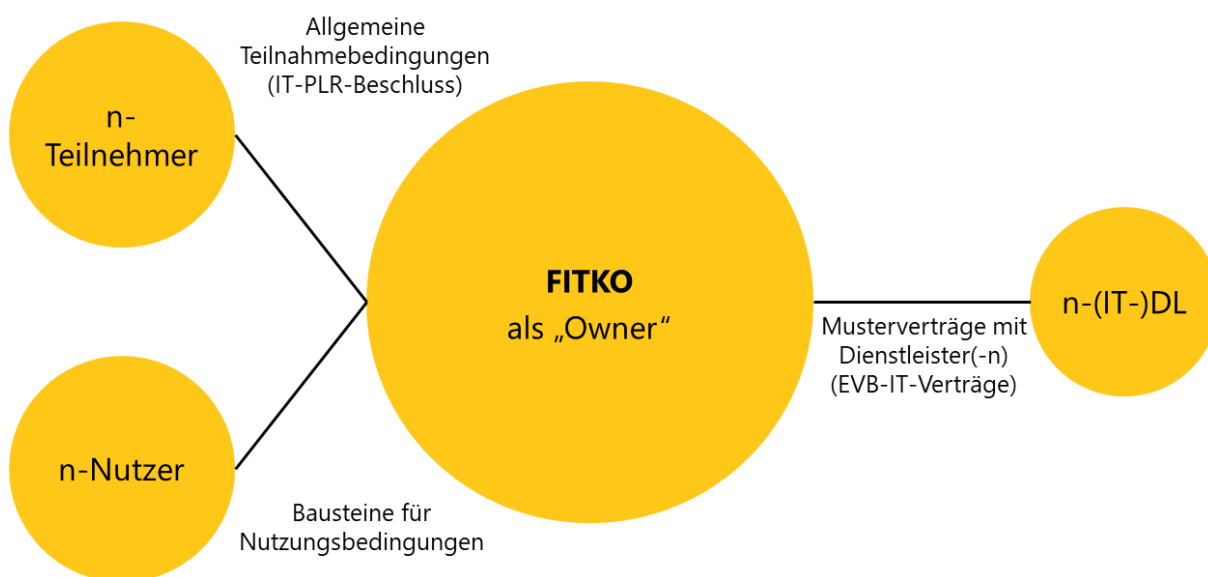 Allgemeine
Teilnahmebedingungen
(IT-PLR-Beschluss)
n-
Teilnehmer
FITKO
als „Owner“
n-(IT-)DL
Musterverträge mit
Dienstleister(-n)
(EVB-IT-Verträge)
n-Nutzer
Bausteine für
Nutzungsbedingungen